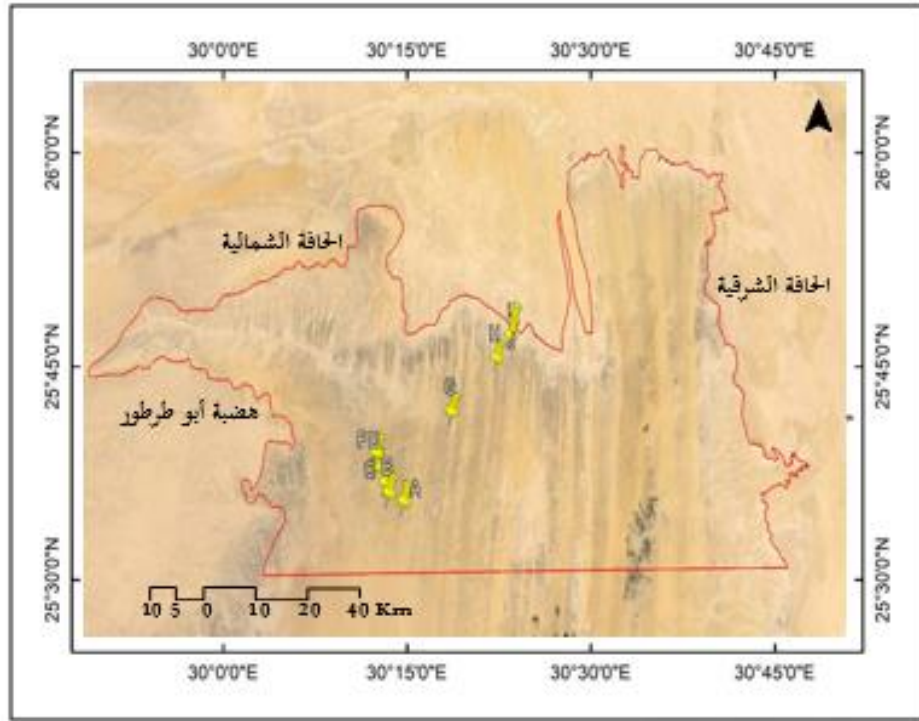 30°0'0"E 30°15'0"E 30°30'0"E 30°45'0"E
26°0'0"N 26°0'0"N
الحافة الشمالية
الحافة الشرقية
25°45'0"N 25°45'0"N
هضبة أبو طرطور
A
25°30'0"N 25°30'0"N
10 5 0 10 20 40 Km
30°0'0"E 30°15'0"E 30°30'0"E 30°45'0"E